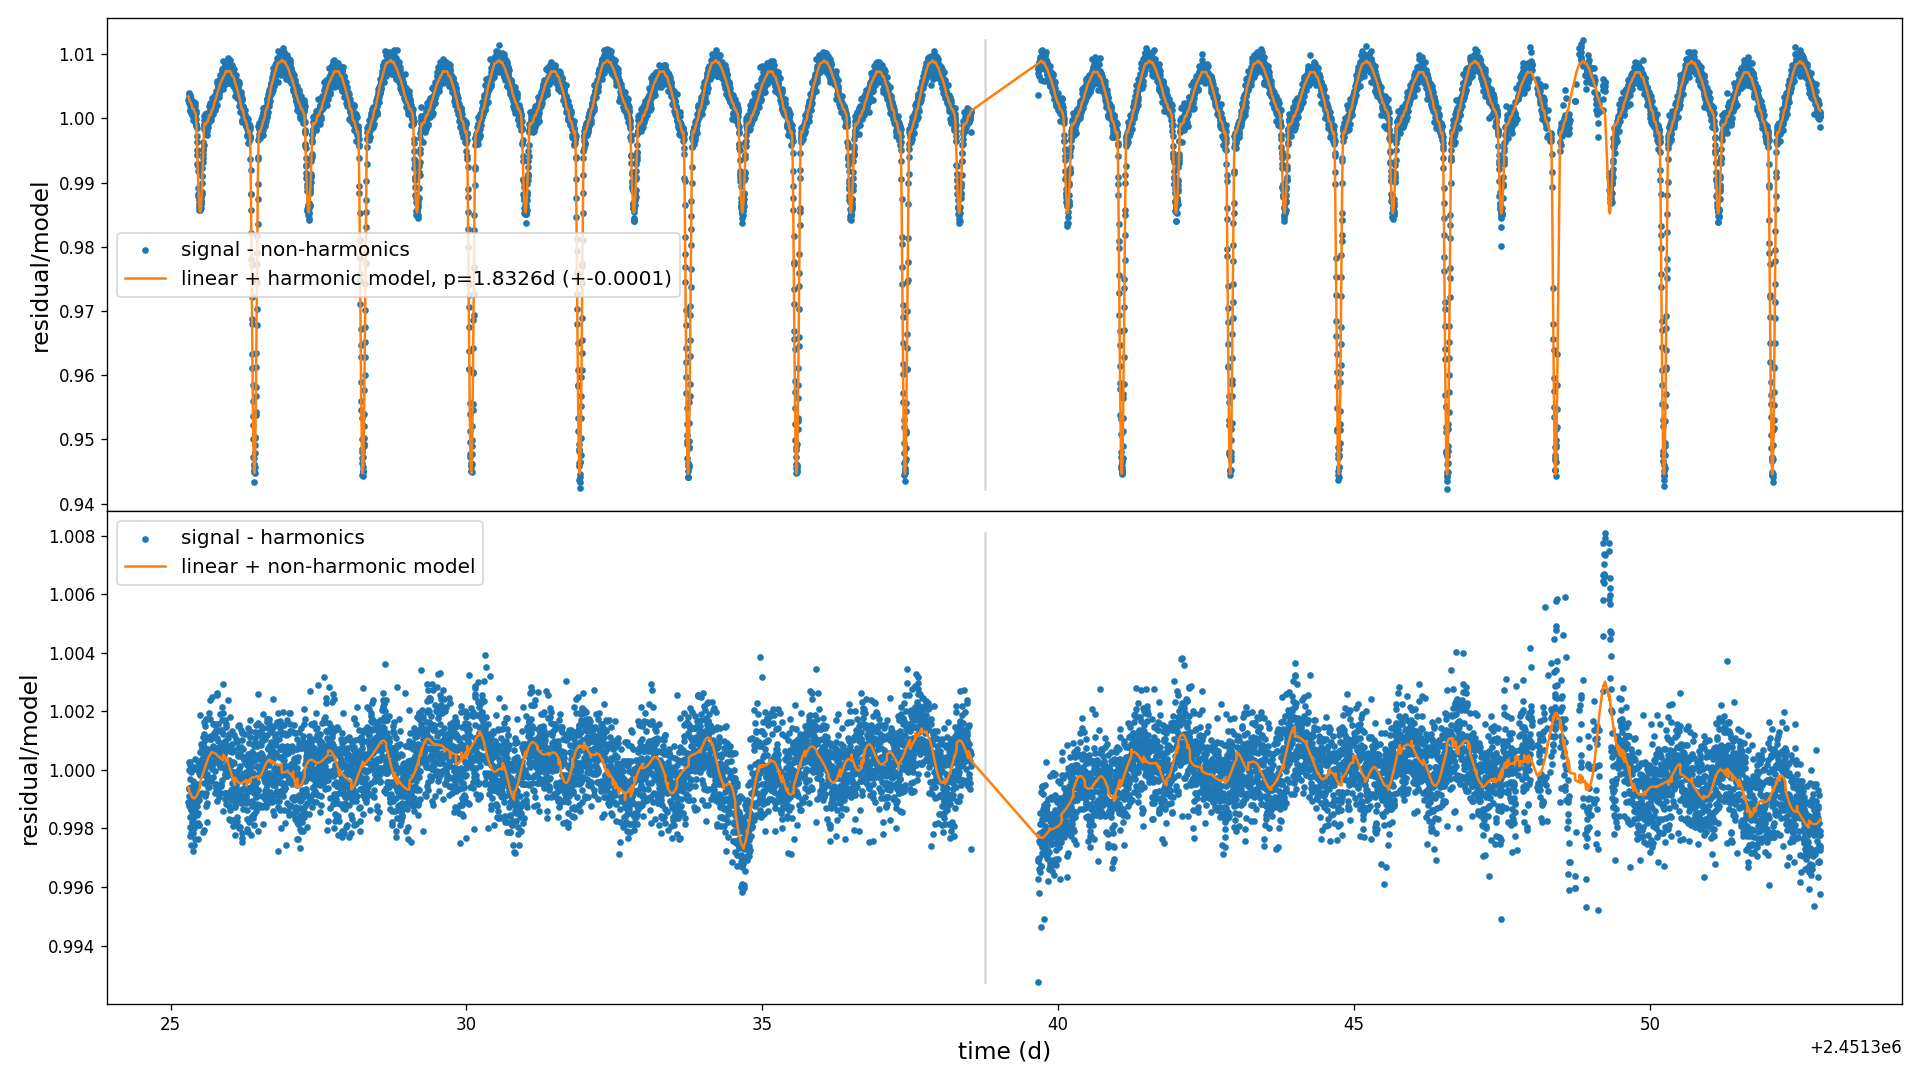 1.01
1.00
0.99
0.98
0.97
0.96
0.95
0.94
residual/model
signal - non-harmonics
linear + harmonic model, p=1.8326d (+-0.0001)
1.008
1.006
1.004
1.002
1.000
0.998
0.996
0.994
residual/model
signal - harmonics
linear + non-harmonic model
25
30
35
40
45
50
time (d)
+2.4513e6